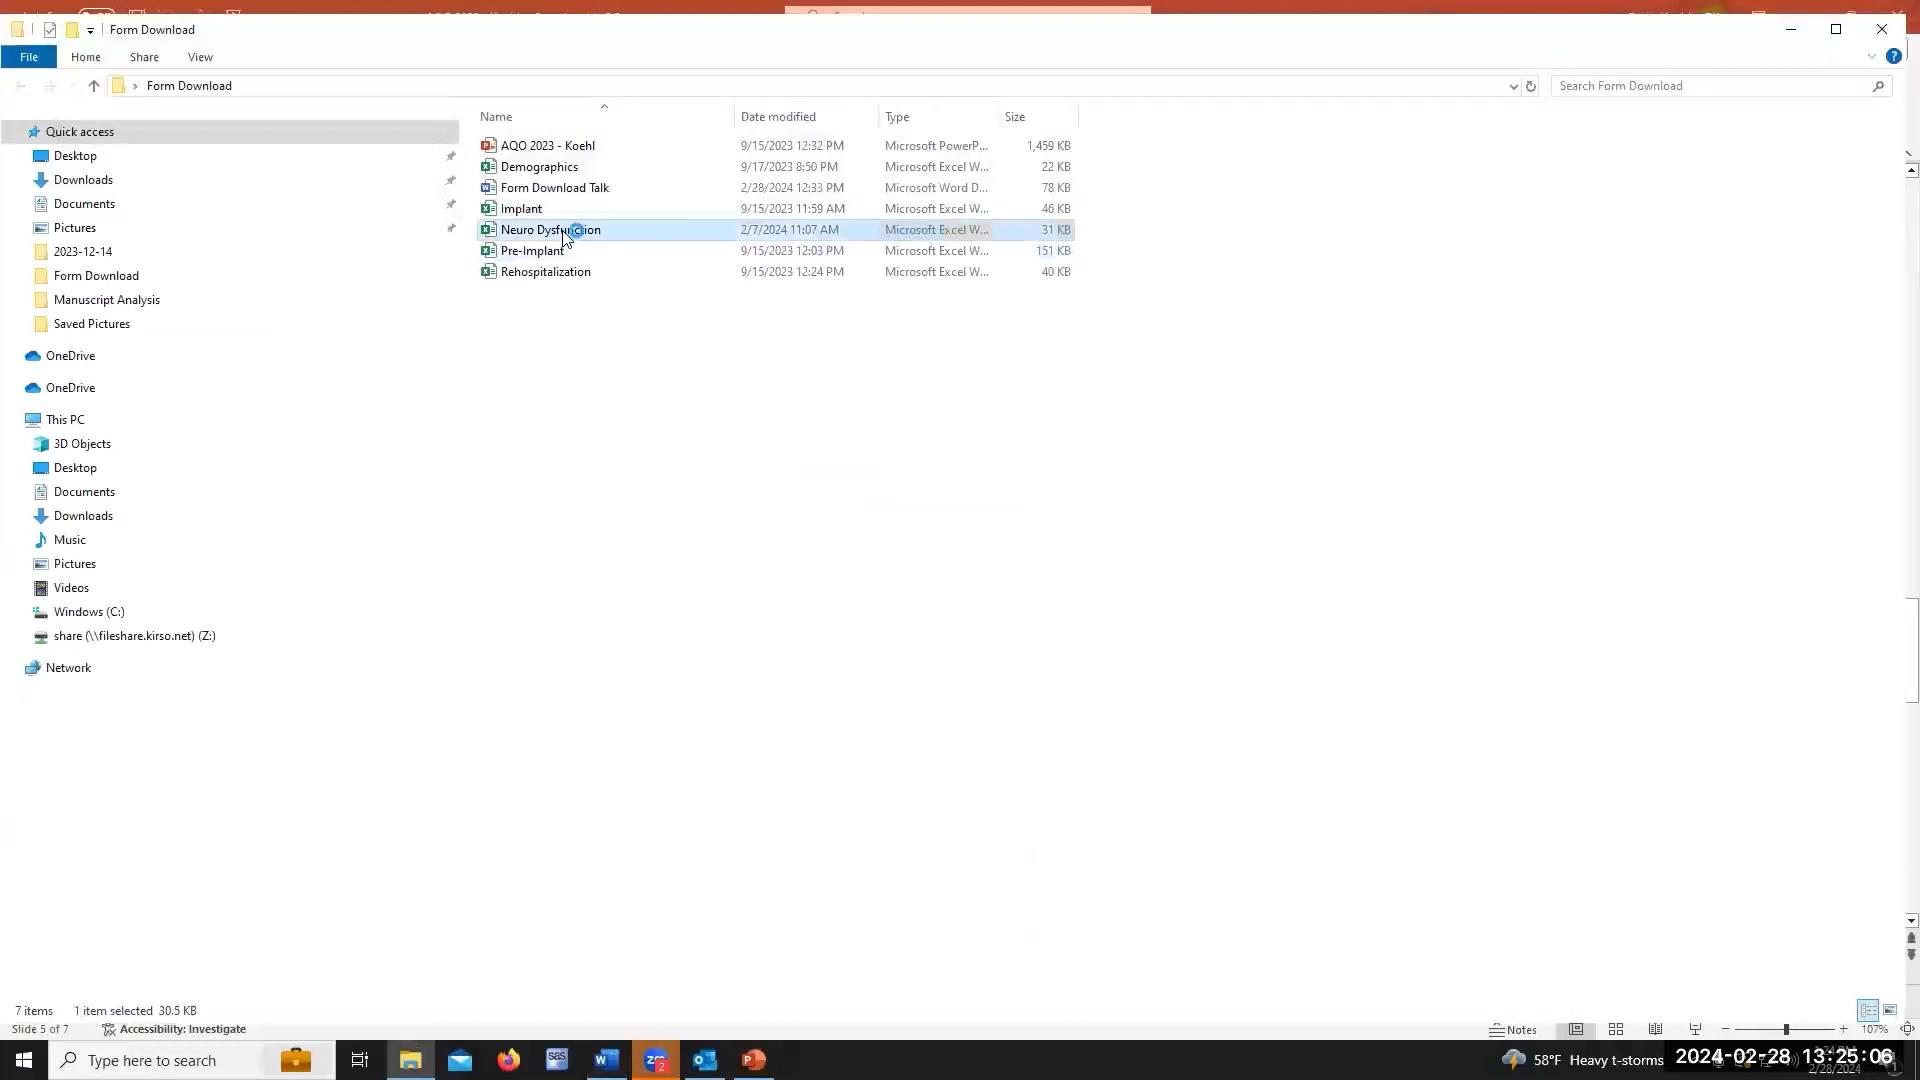 Form Download
File Home Share View
Form Download
Search Form Download
Quick access
Desktop
Downloads
Documents
Pictures
2023-12-14
Form Download
Manuscript Analysis
Saved Pictures
OneDrive
OneDrive
This PC
3D Objects
Desktop
Documents
Downloads
Music
Pictures
Videos
Windows (C:)
share (\\fileshare.kirso.net) (Z:)
Network
Name Date modified Type Size
AQO 2023 - Koehl 9/15/2023 12:32 PM Microsoft PowerP... 1,459 KB
Demographics 9/17/2023 8:50 PM Microsoft Excel W... 22 KB
Form Download Talk 2/28/2024 12:33 PM Microsoft Word D... 78 KB
Implant 9/15/2023 11:59 AM Microsoft Excel W... 46 KB
Neuro Dysfunction 2/7/2024 11:07 AM Microsoft Excel W... 31 KB
Pre-Implant 9/15/2023 12:03 PM Microsoft Excel W... 151 KB
Rehospitalization 9/15/2023 12:24 PM Microsoft Excel W... 40 KB
7 items 1 item selected 30.5 KB
Slide 5 of 7 Accessibility: Investigate
Notes 107%
Type here to search
58°F Heavy t-storms
2024-02-28 13:25:06
2/28/2024